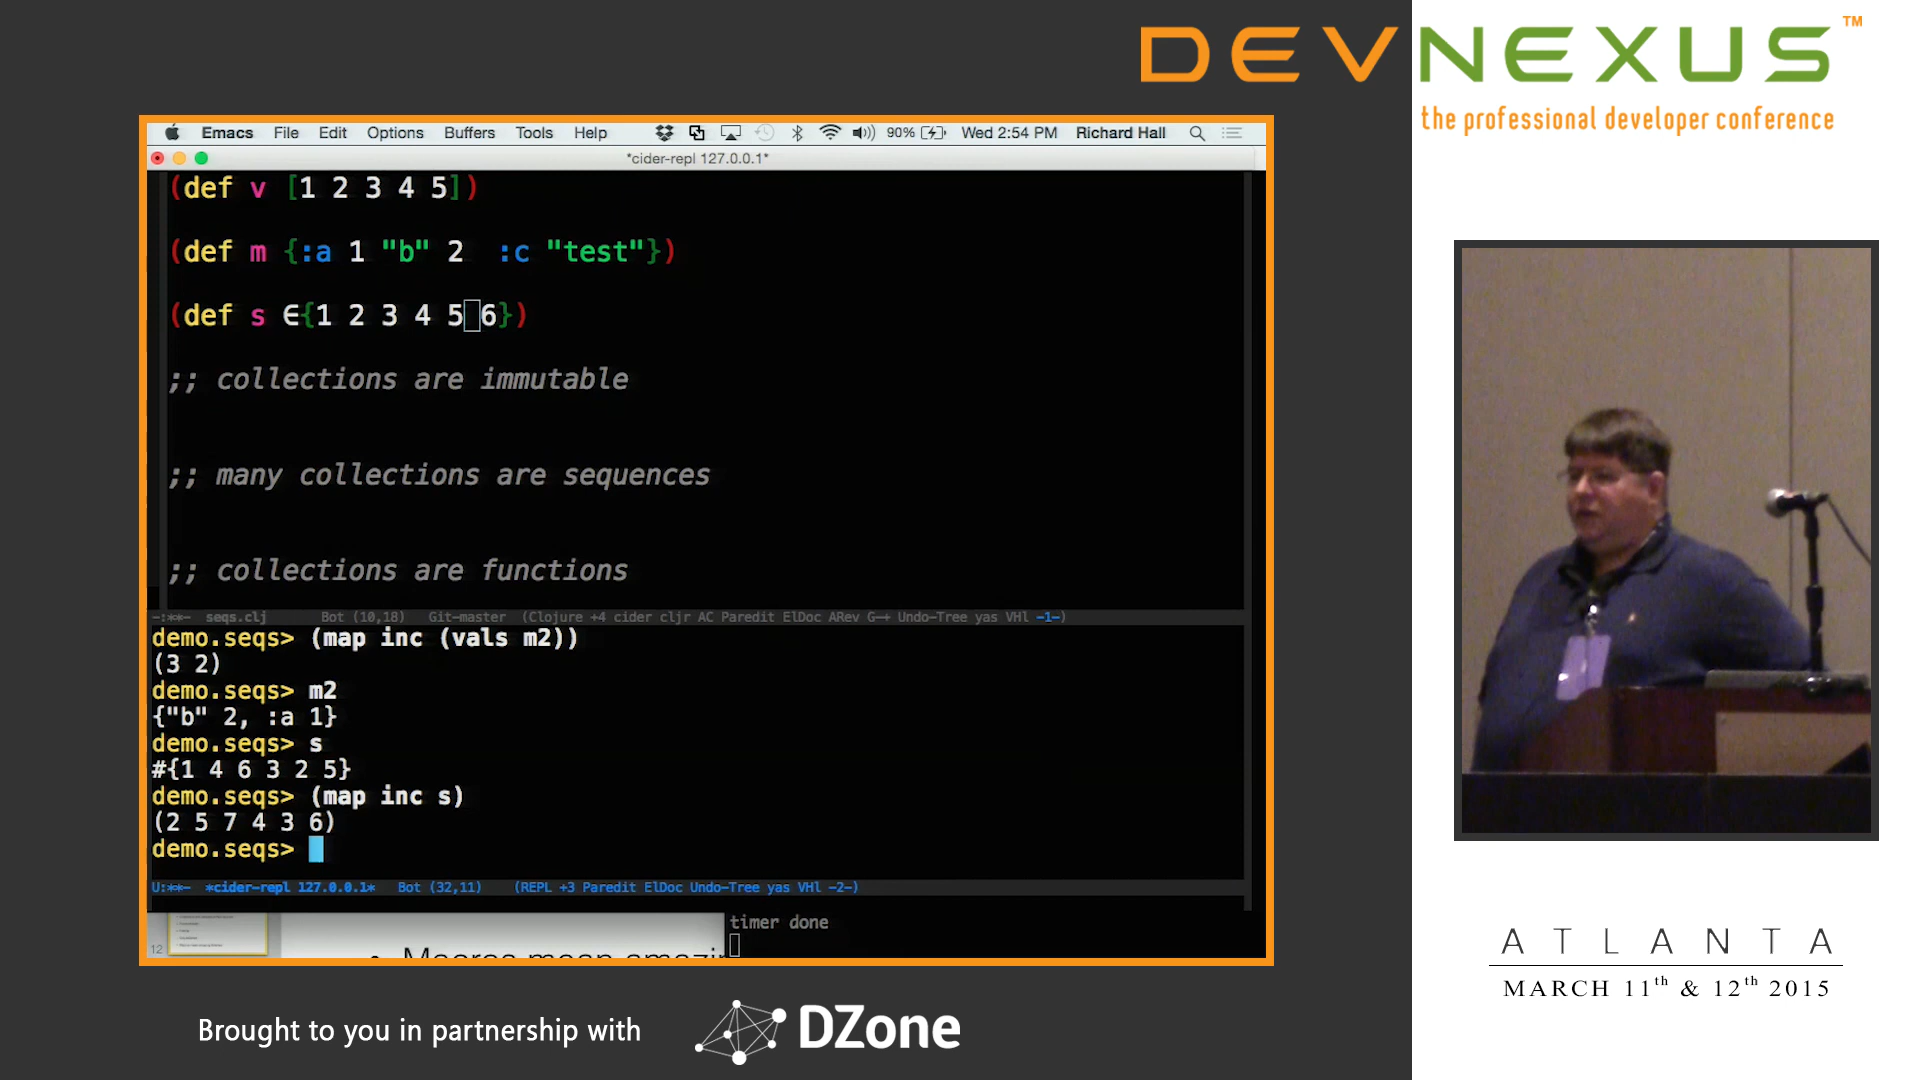 DEVNEXUS™
the professional developer conference
Emacs File Edit Options Buffers Tools Help 90% Wed 2:54 PM Richard Hall
*cider-repl 127.0.0.1*
(def v [1 2 3 4 5])
(def m {:a 1 "b" 2  :c "test"})
(def s ∈{1 2 3 4 5 6})
;; collections are immutable
;; many collections are sequences
;; collections are functions
-:**-  seqs.clj  Bot (10,18)  Git-master  (Clojure +4 cider cljr AC Paredit ElDoc ARev G-+ Undo-Tree yas VHl -1-)
demo.seqs> (map inc (vals m2))
(3 2)
demo.seqs> m2
{"b" 2, :a 1}
demo.seqs> s
#{1 4 6 3 2 5}
demo.seqs> (map inc s)
(2 5 7 4 3 6)
demo.seqs>
U:**-  *cider-repl 127.0.0.1*  Bot (32,11)  (REPL +3 Paredit ElDoc Undo-Tree yas VHl -2-)
timer done
12
• Macros mean
ATLANTA
MARCH 11th & 12th 2015
Brought to you in partnership with DZone